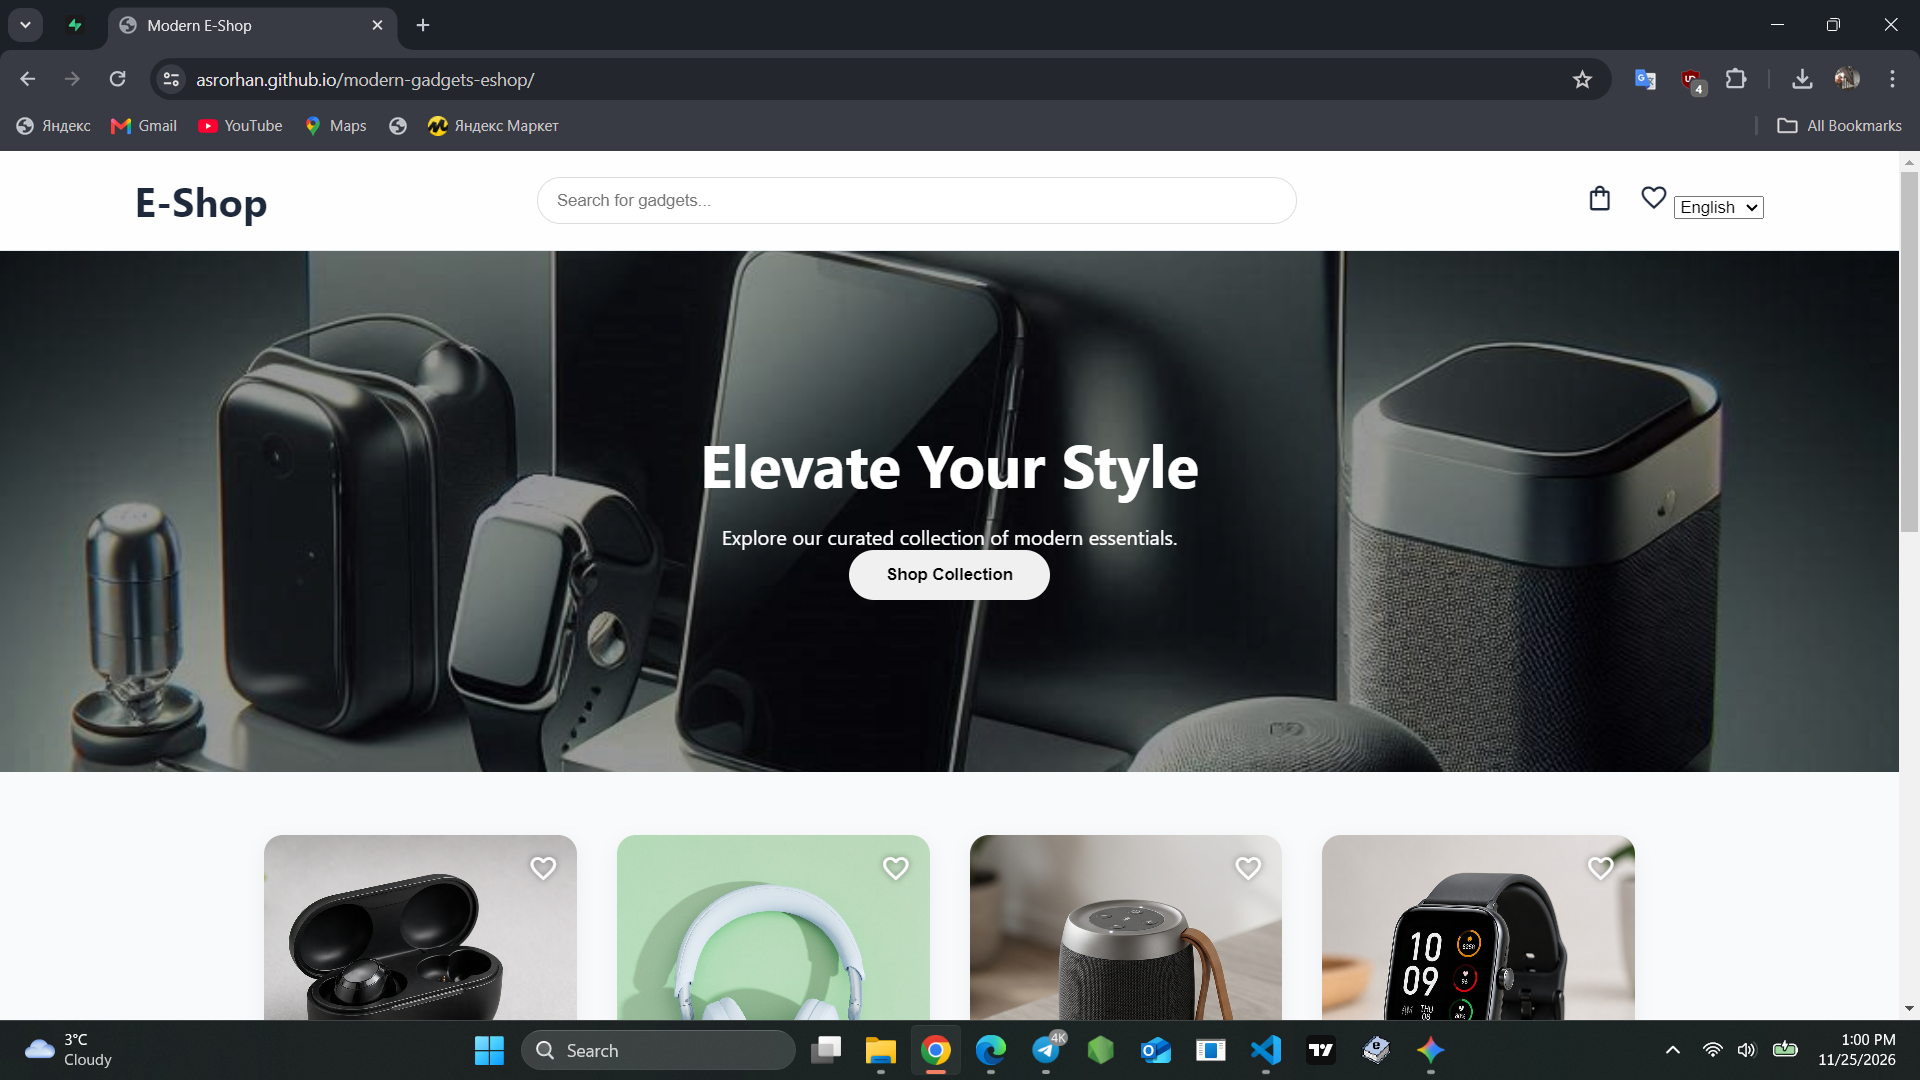 Modern E-Shop
asrorhan.github.io/modern-gadgets-eshop/
4
Яндекс
Gmail
YouTube
Maps
Яндекс Маркет
All Bookmarks
E-Shop
Search for gadgets...
English
Elevate Your Style
Explore our curated collection of modern essentials.
Shop Collection
10
09
3°C
Cloudy
Search
4K
1:00 PM
11/25/2026